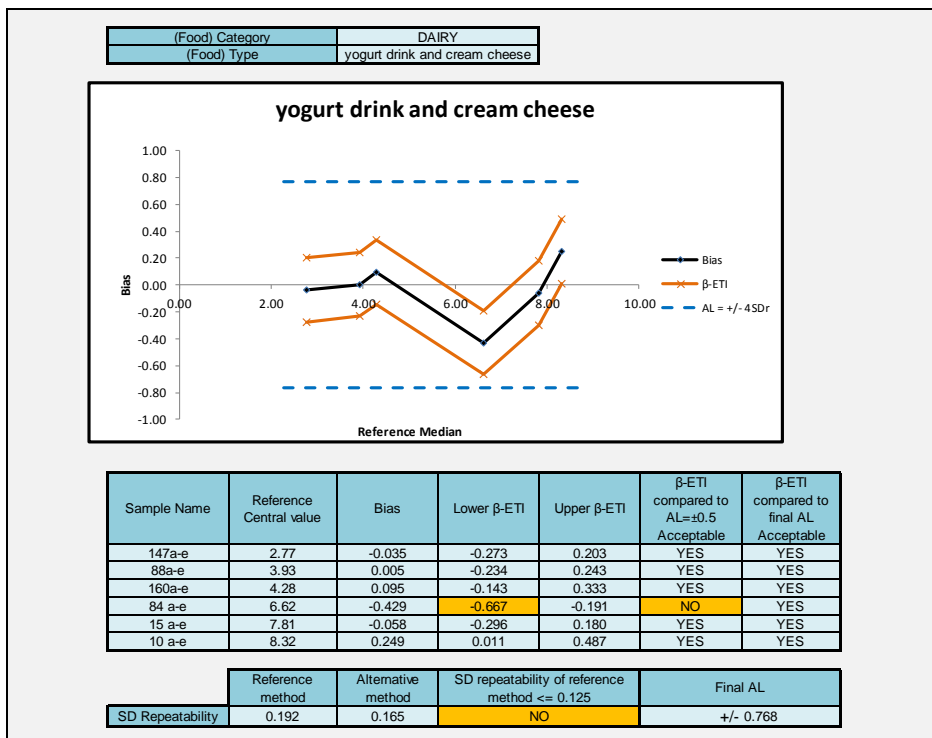 (Food) Category DAIRY
(Food) Type yogurt drink and cream cheese
yogurt drink and cream cheese
1.00
0.80
0.60
0.40
0.20
0.00
-0.20
-0.40
-0.60
-0.80
-1.00
Bias
0.00 2.00 4.00 6.00 8.00 10.00
Reference Median
Bias
β-ETI
AL = +/- 4SDr
Sample Name Reference Central value Bias Lower β-ETI Upper β-ETI β-ETI compared to AL=±0.5 Acceptable β-ETI compared to final AL Acceptable
147a-e 2.77 -0.035 -0.273 0.203 YES YES
88a-e 3.93 0.005 -0.234 0.243 YES YES
160a-e 4.28 0.095 -0.143 0.333 YES YES
84 a-e 6.62 -0.429 -0.667 -0.191 NO YES
15 a-e 7.81 -0.058 -0.296 0.180 YES YES
10 a-e 8.32 0.249 0.011 0.487 YES YES
Reference method Alternative method SD repeatability of reference method <= 0.125 Final AL
SD Repeatability 0.192 0.165 NO +/- 0.768